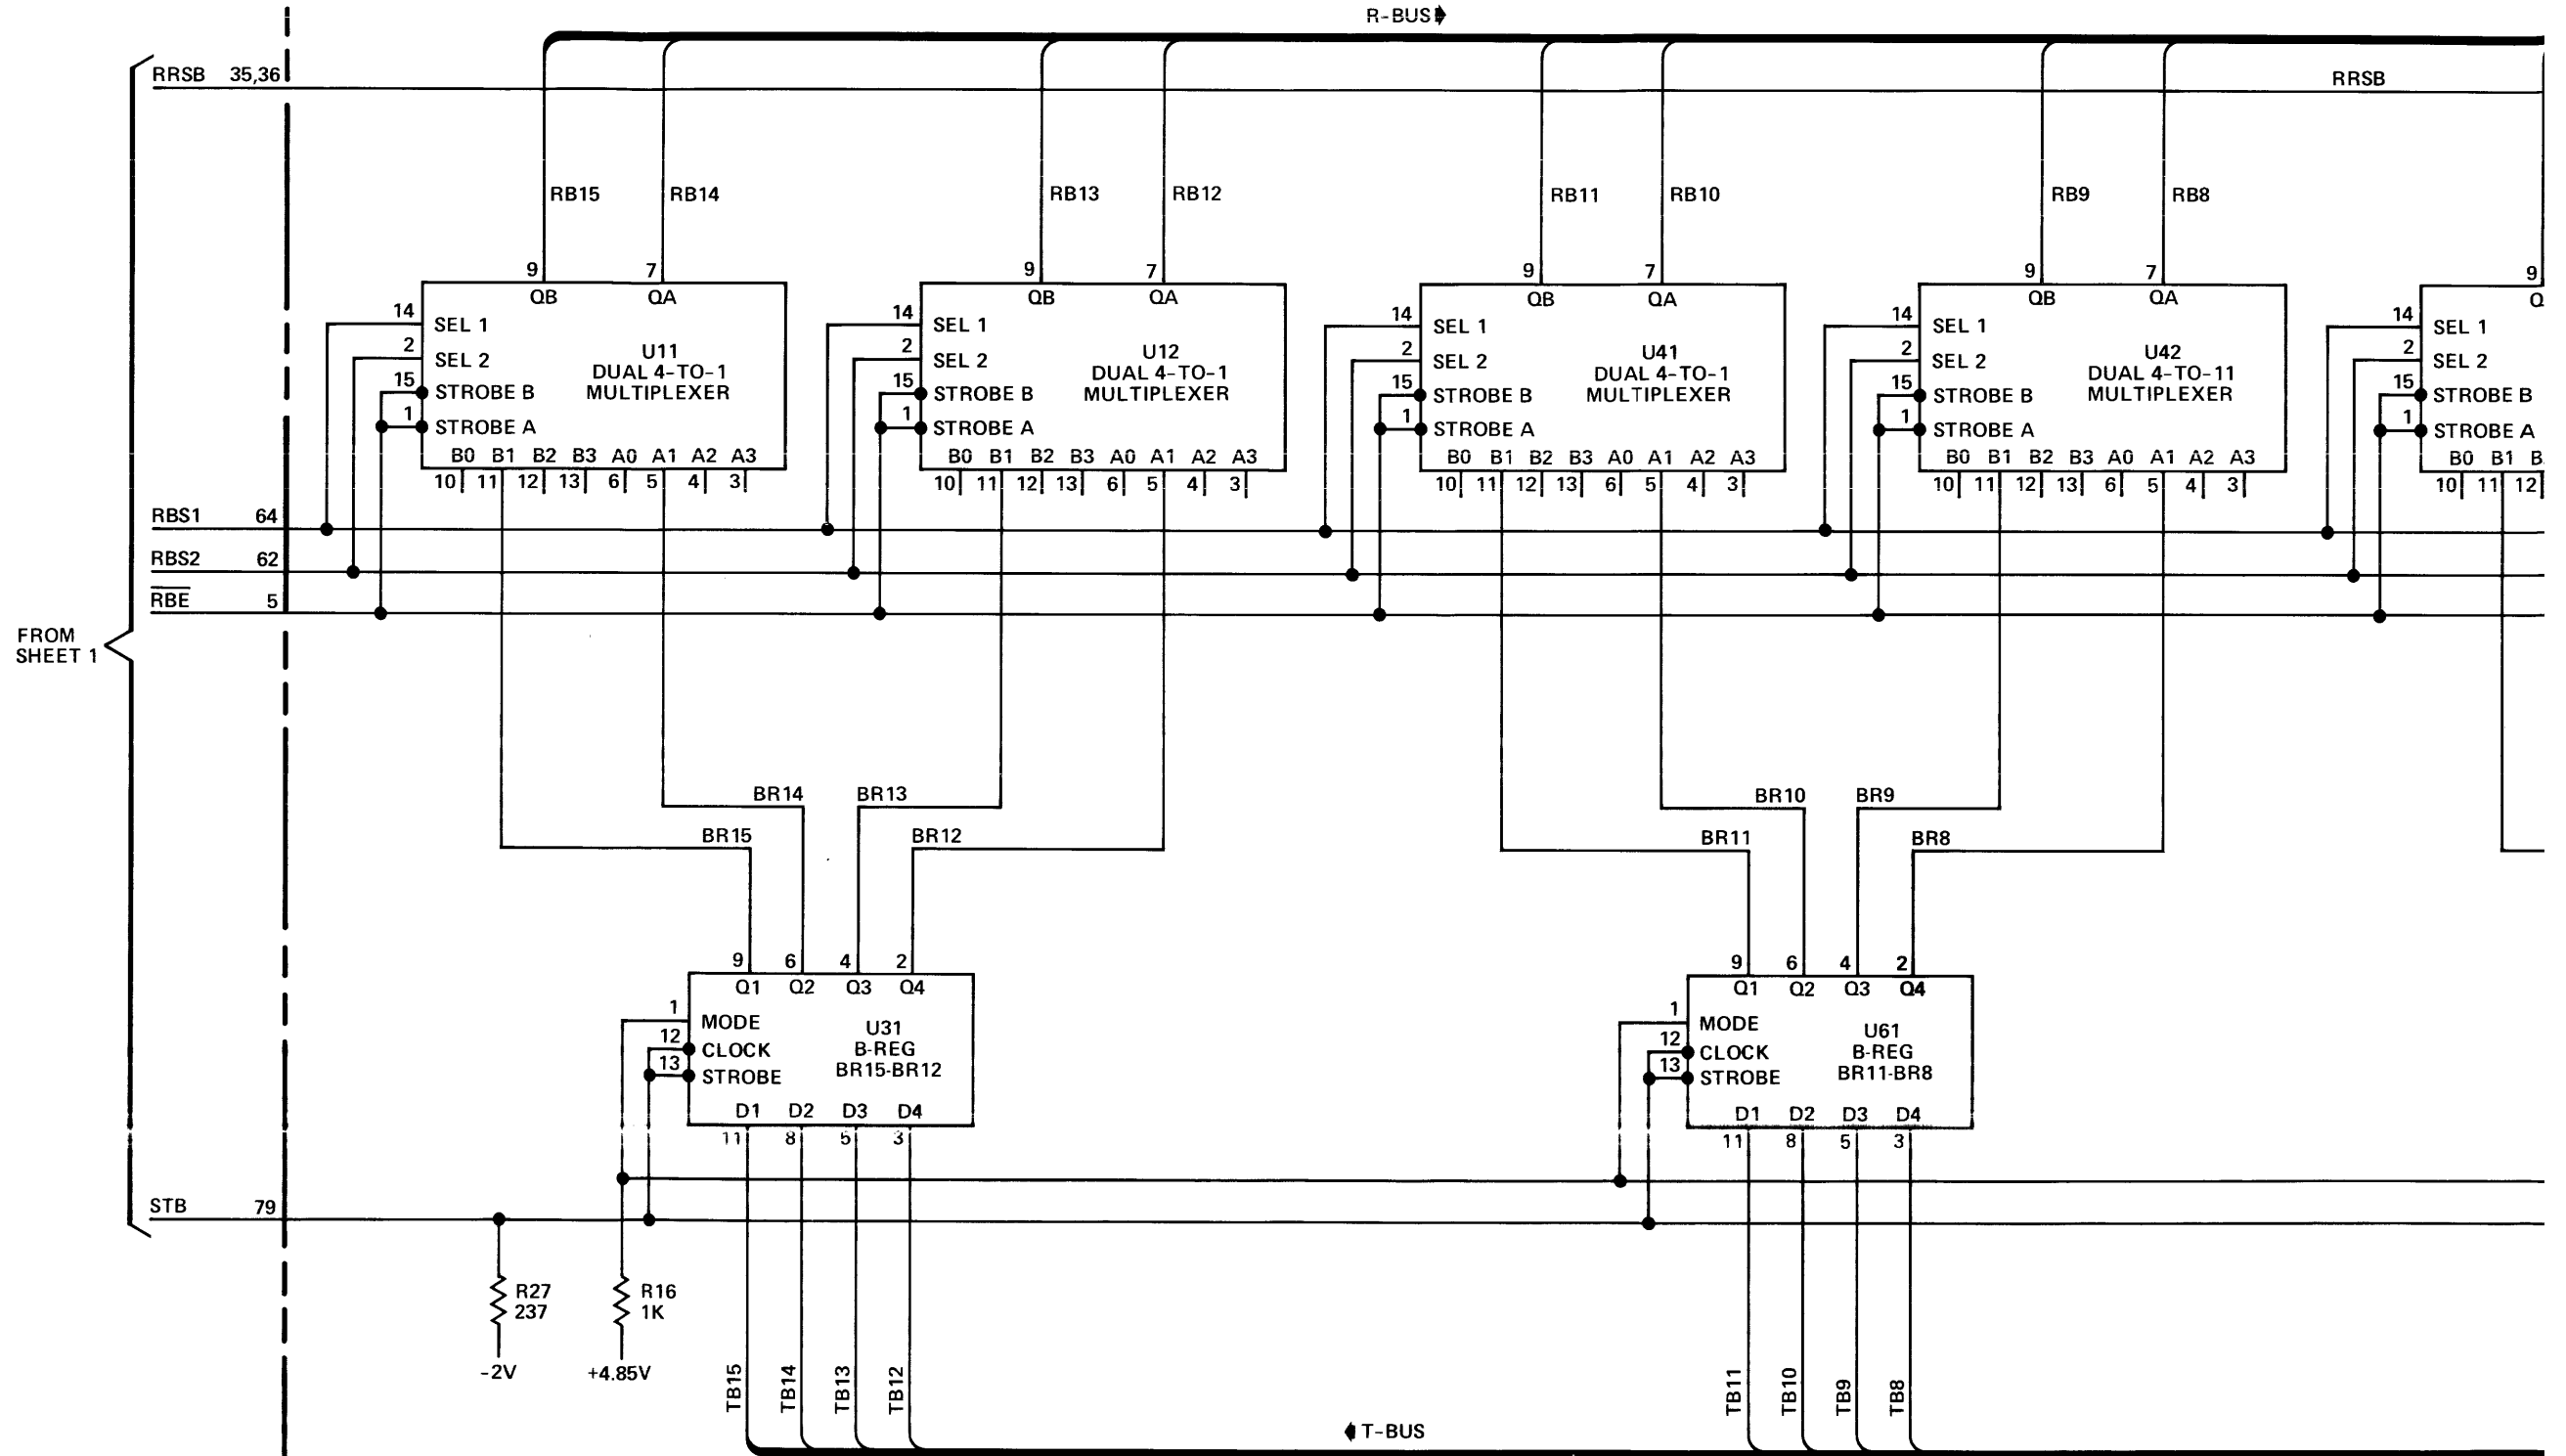 R-BUS
RRSB 35,36
RRSB
RB15 RB14 RB13 RB12 RB11 RB10 RB9 RB8
9 7 9 7 9 7 9 7 9
QB QA QB QA QB QA QB QA Q
14 SEL 1
2 SEL 2
15 STROBE B
1 STROBE A
U11
DUAL 4-TO-1
MULTIPLEXER
B0 B1 B2 B3 A0 A1 A2 A3
10 11 12 13 6 5 4 3
14 SEL 1
2 SEL 2
15 STROBE B
1 STROBE A
U12
DUAL 4-TO-1
MULTIPLEXER
B0 B1 B2 B3 A0 A1 A2 A3
10 11 12 13 6 5 4 3
14 SEL 1
2 SEL 2
15 STROBE B
1 STROBE A
U41
DUAL 4-TO-1
MULTIPLEXER
B0 B1 B2 B3 A0 A1 A2 A3
10 11 12 13 6 5 4 3
14 SEL 1
2 SEL 2
15 STROBE B
1 STROBE A
U42
DUAL 4-TO-11
MULTIPLEXER
B0 B1 B2 B3 A0 A1 A2 A3
10 11 12 13 6 5 4 3
14 SEL 1
2 SEL 2
15 STROBE B
1 STROBE A
B0 B1 B
10 11 12
RBS1 64
RBS2 62
RBE 5
FROM
SHEET 1
BR14 BR13 BR10 BR9
BR15 BR12 BR11 BR8
9 6 4 2
Q1 Q2 Q3 Q4
1 MODE
12 CLOCK
13 STROBE
U31
B-REG
BR15-BR12
D1 D2 D3 D4
11 8 5 3
9 6 4 2
Q1 Q2 Q3 Q4
1 MODE
12 CLOCK
13 STROBE
U61
B-REG
BR11-BR8
D1 D2 D3 D4
11 8 5 3
STB 79
R27
237
-2V
R16
1K
+4.85V
TB15 TB14 TB13 TB12 TB11 TB10 TB9 TB8
T-BUS